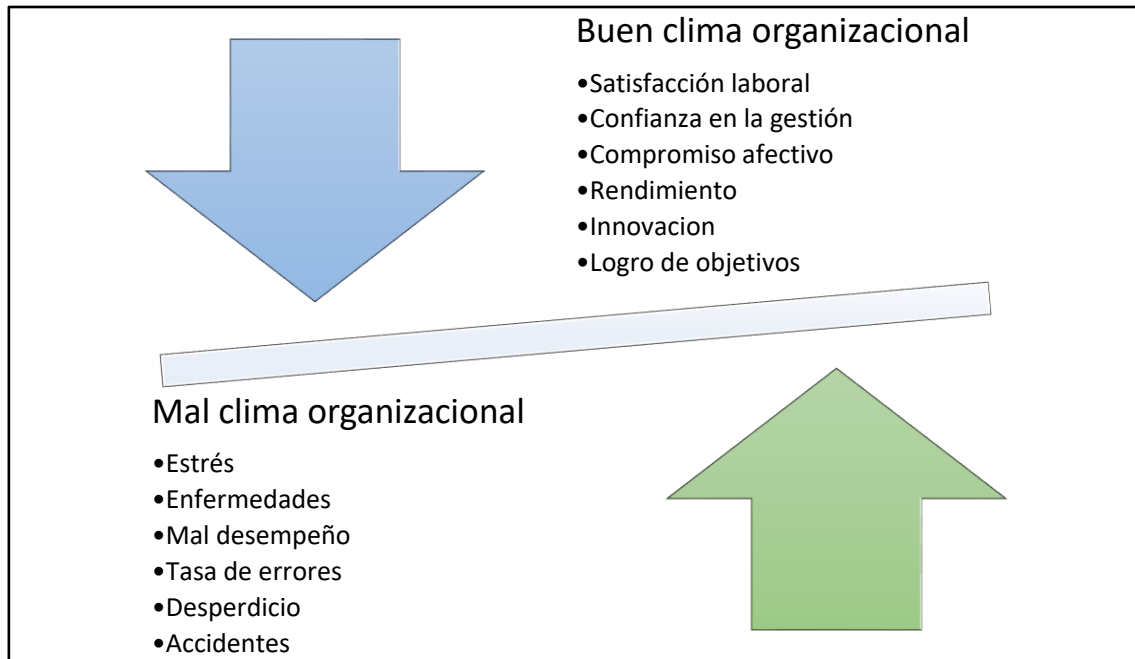 Buen clima organizacional
•Satisfacción laboral
•Confianza en la gestión
•Compromiso afectivo
•Rendimiento
•Innovacion
•Logro de objetivos
Mal clima organizacional
•Estrés
•Enfermedades
•Mal desempeño
•Tasa de errores
•Desperdicio
•Accidentes